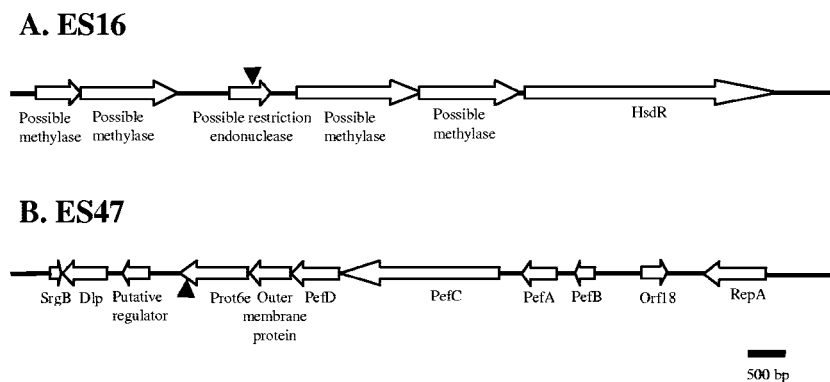 A. ES16
Possible methylase
Possible methylase
Possible restriction endonuclease
Possible methylase
Possible methylase
HsdR
B. ES47
SrgB
Dlp
Putative regulator
Prot6e
Outer membrane protein
PefD
PefC
PefA
PefB
Orf18
RepA
500 bp